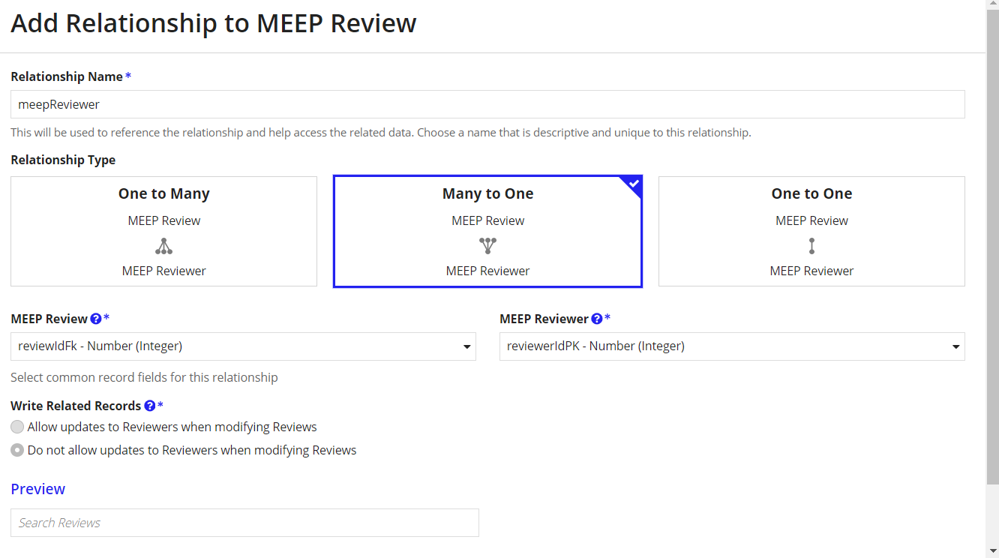 Add Relationship to MEEP Review
Relationship Name *
meepReviewer
This will be used to reference the relationship and help access the related data. Choose a name that is descriptive and unique to this relationship.
Relationship Type
One to Many
MEEP Review
MEEP Reviewer
Many to One
MEEP Review
MEEP Reviewer
One to One
MEEP Review
MEEP Reviewer
MEEP Review ? *
reviewIdFk - Number (Integer)
MEEP Reviewer ? *
reviewerIdPK - Number (Integer)
Select common record fields for this relationship
Write Related Records ? *
Allow updates to Reviewers when modifying Reviews
Do not allow updates to Reviewers when modifying Reviews
Preview
Search Reviews